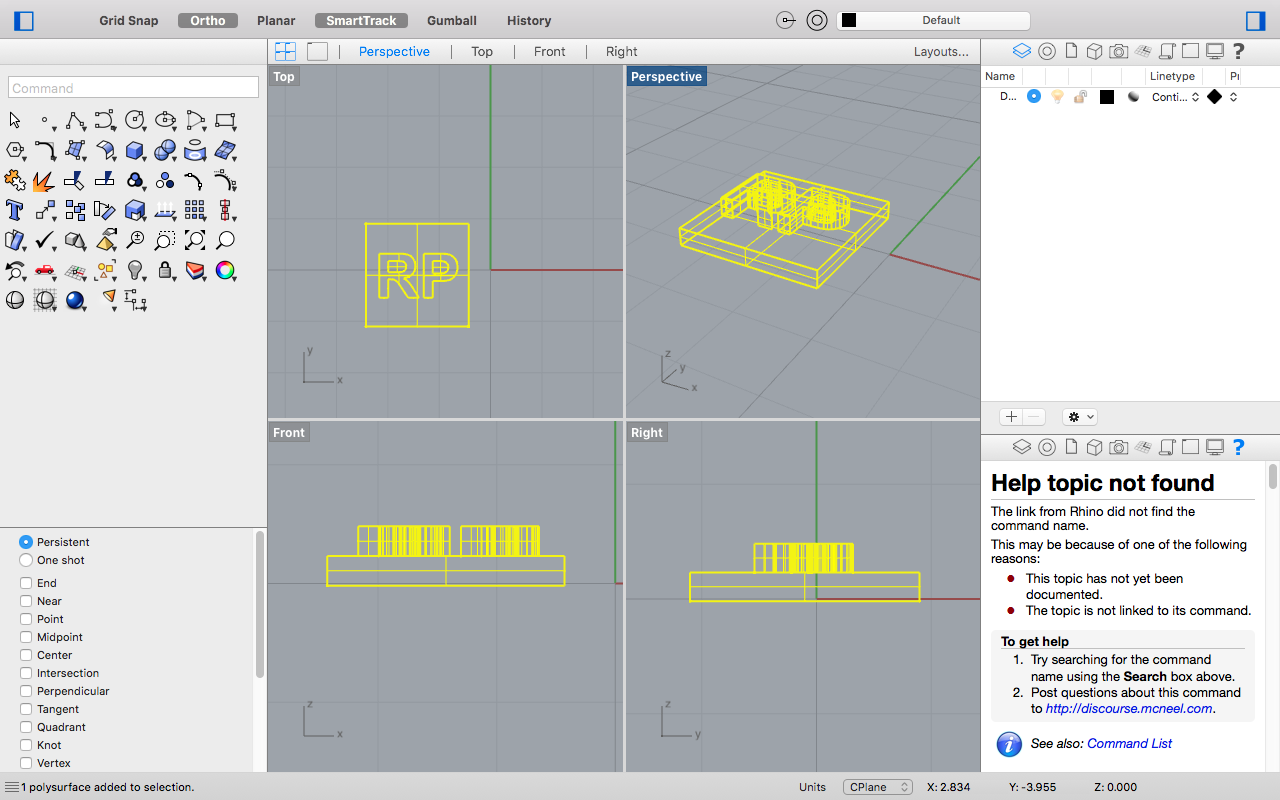 Grid Snap Ortho Planar SmartTrack Gumball History Default
Perspective Top Front Right Layouts...
Command
Top
y
x
RP
Perspective
z
y
x
Front
z
x
Right
z
y
Name Linetype
D... Conti...
?
?
Help topic not found
The link from Rhino did not find the
command name.
This may be because of one of the following
reasons:
This topic has not yet been
documented.
The topic is not linked to its command.
To get help
1. Try searching for the command
name using the Search box above.
2. Post questions about this command
to http://discourse.mcneel.com.
See also: Command List
Persistent
One shot
End
Near
Point
Midpoint
Center
Intersection
Perpendicular
Tangent
Quadrant
Knot
Vertex
1 polysurface added to selection. Units CPlane X: 2.834 Y: -3.955 Z: 0.000